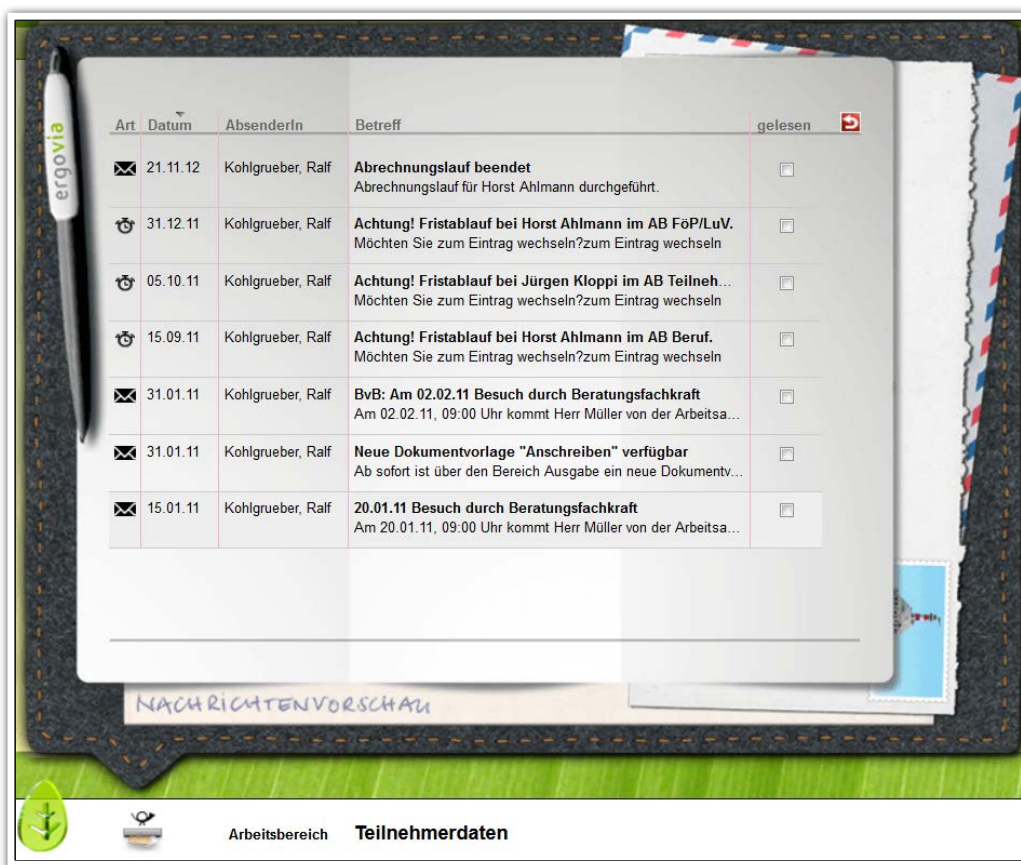 ergovia
Art Datum AbsenderIn Betreff gelesen
21.11.12 Kohlgrueber, Ralf Abrechnungslauf beendet
Abrechnungslauf für Horst Ahlmann durchgeführt.
31.12.11 Kohlgrueber, Ralf Achtung! Fristablauf bei Horst Ahlmann im AB FöP/LuV.
Möchten Sie zum Eintrag wechseln?zum Eintrag wechseln
05.10.11 Kohlgrueber, Ralf Achtung! Fristablauf bei Jürgen Kloppi im AB Teilneh...
Möchten Sie zum Eintrag wechseln?zum Eintrag wechseln
15.09.11 Kohlgrueber, Ralf Achtung! Fristablauf bei Horst Ahlmann im AB Beruf.
Möchten Sie zum Eintrag wechseln?zum Eintrag wechseln
31.01.11 Kohlgrueber, Ralf BvB: Am 02.02.11 Besuch durch Beratungsfachkraft
Am 02.02.11, 09:00 Uhr kommt Herr Müller von der Arbeitsa...
31.01.11 Kohlgrueber, Ralf Neue Dokumentvorlage "Anschreiben" verfügbar
Ab sofort ist über den Bereich Ausgabe ein neue Dokumentv...
15.01.11 Kohlgrueber, Ralf 20.01.11 Besuch durch Beratungsfachkraft
Am 20.01.11, 09:00 Uhr kommt Herr Müller von der Arbeitsa...
NACHRICHTENVORSCHAU
Arbeitsbereich Teilnehmerdaten